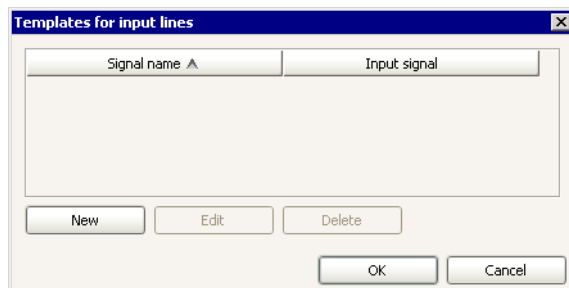 Templates for input lines
Signal name Input signal
New Edit Delete
OK Cancel